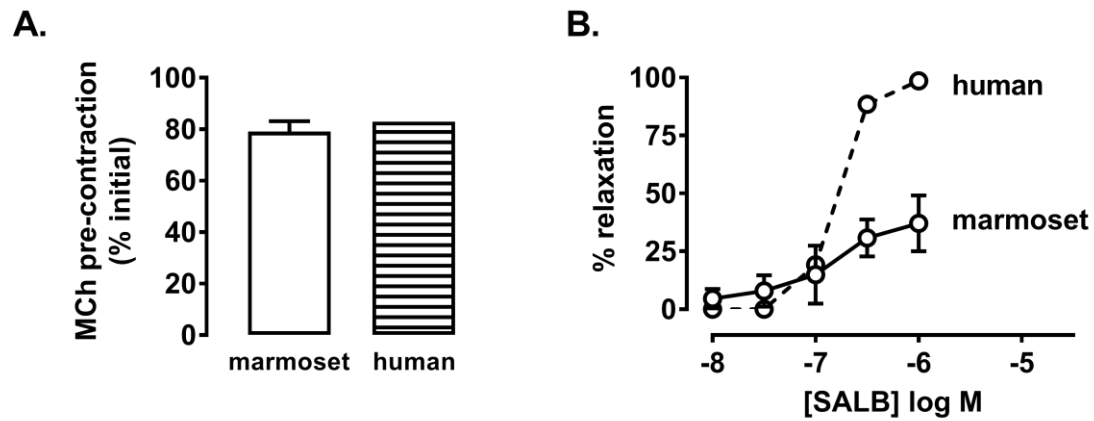 A.
MCh pre-contraction
(% initial)
100
80
60
40
20
0
marmoset
human
B.
% relaxation
100
75
50
25
0
human
marmoset
-8
-7
-6
-5
[SALB] log M